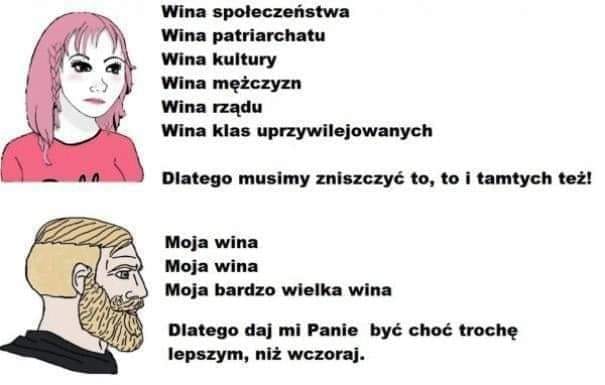 Wina społeczeństwa
Wina patriarchatu
Wina kultury
Wina mężczyzn
Wina rządu
Wina klas uprzywilejowanych
Dlatego musimy zniszczyć to, to i tamtych też!
Moja wina
Moja wina
Moja bardzo wielka wina
Dlatego daj mi Panie być choć trochę
lepszym, niż wczoraj.